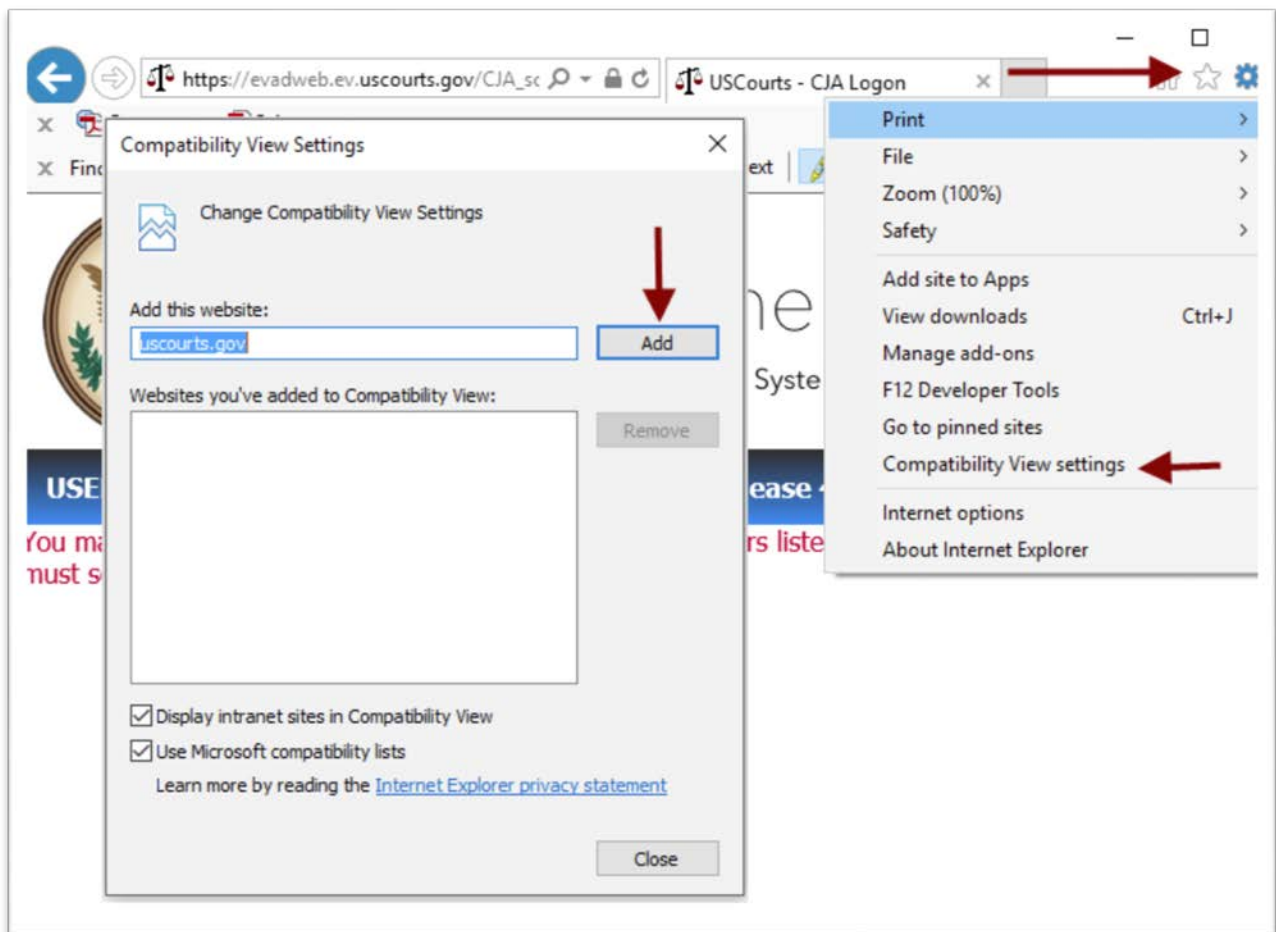 https://evadweb.ev.uscourts.gov/CJA_sc
USCourts - CJA Logon
Compatibility View Settings
Change Compatibility View Settings
Add this website:
uscourts.gov
Add
Websites you've added to Compatibility View:
Remove
Display intranet sites in Compatibility View
Use Microsoft compatibility lists
Learn more by reading the Internet Explorer privacy statement
Close
Print
File
Zoom (100%)
Safety
Add site to Apps
View downloads Ctrl+J
Manage add-ons
F12 Developer Tools
Go to pinned sites
Compatibility View settings
Internet options
About Internet Explorer
x
x Find
ext
ne
Syste
USE
ease
You ma
rs liste
must s